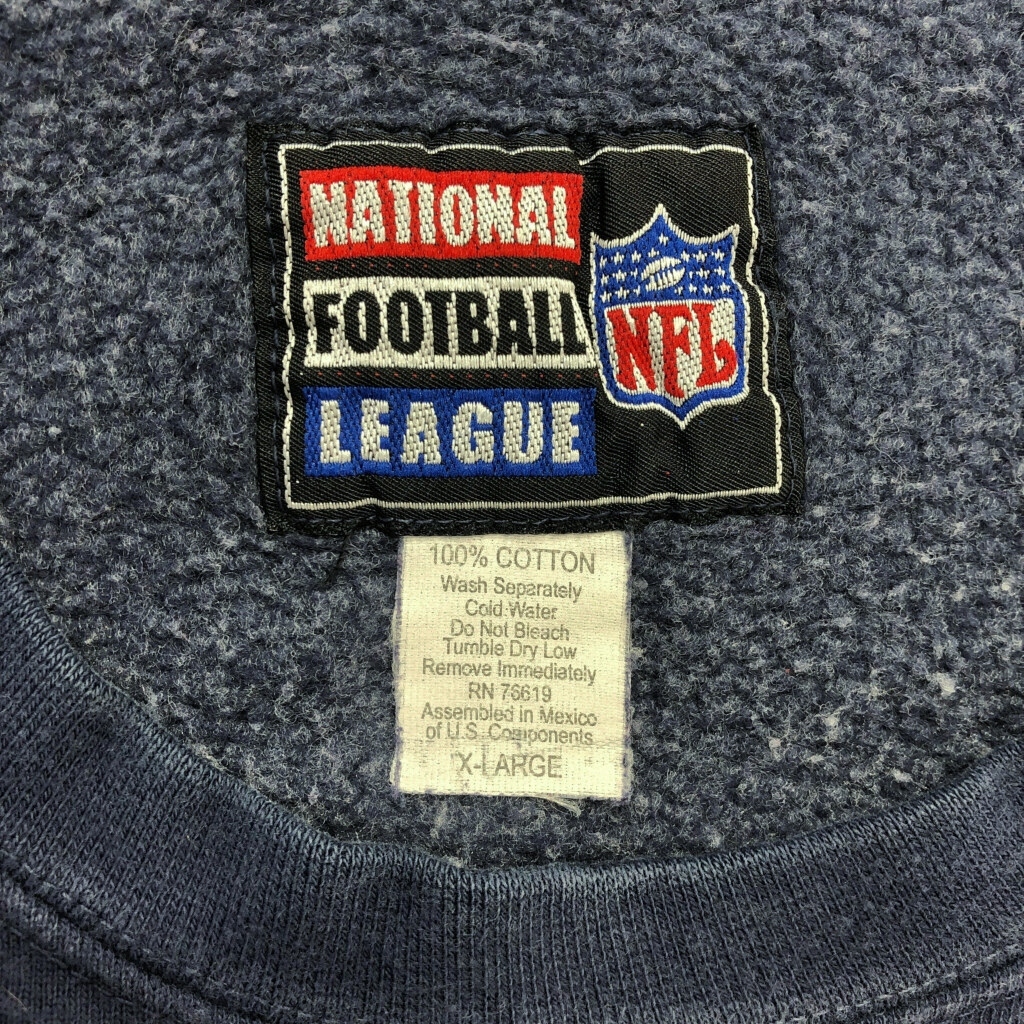 NATIONAL
FOOTBALL
LEAGUE
NFL
100% COTTON
Wash Separately
Cold Water
Do Not Bleach
Tumble Dry Low
Remove Immediately
RN 76619
Assembled in Mexico
of U.S. Components
X-LARGE